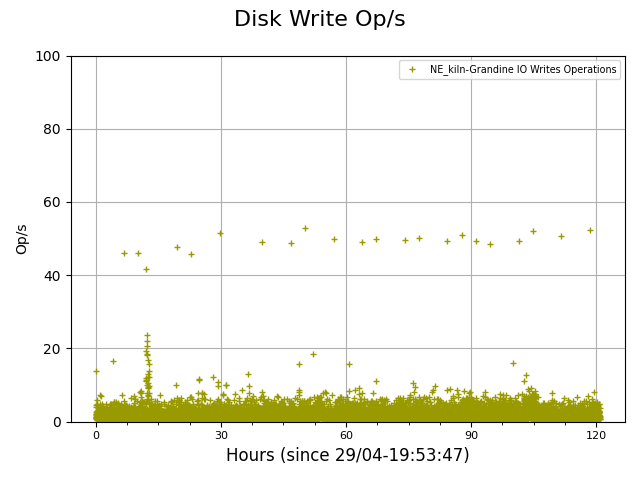 Disk Write Op/s
100
80
60
40
20
0
Op/s
NE_kiln-Grandine IO Writes Operations
0 30 60 90 120
Hours (since 29/04-19:53:47)